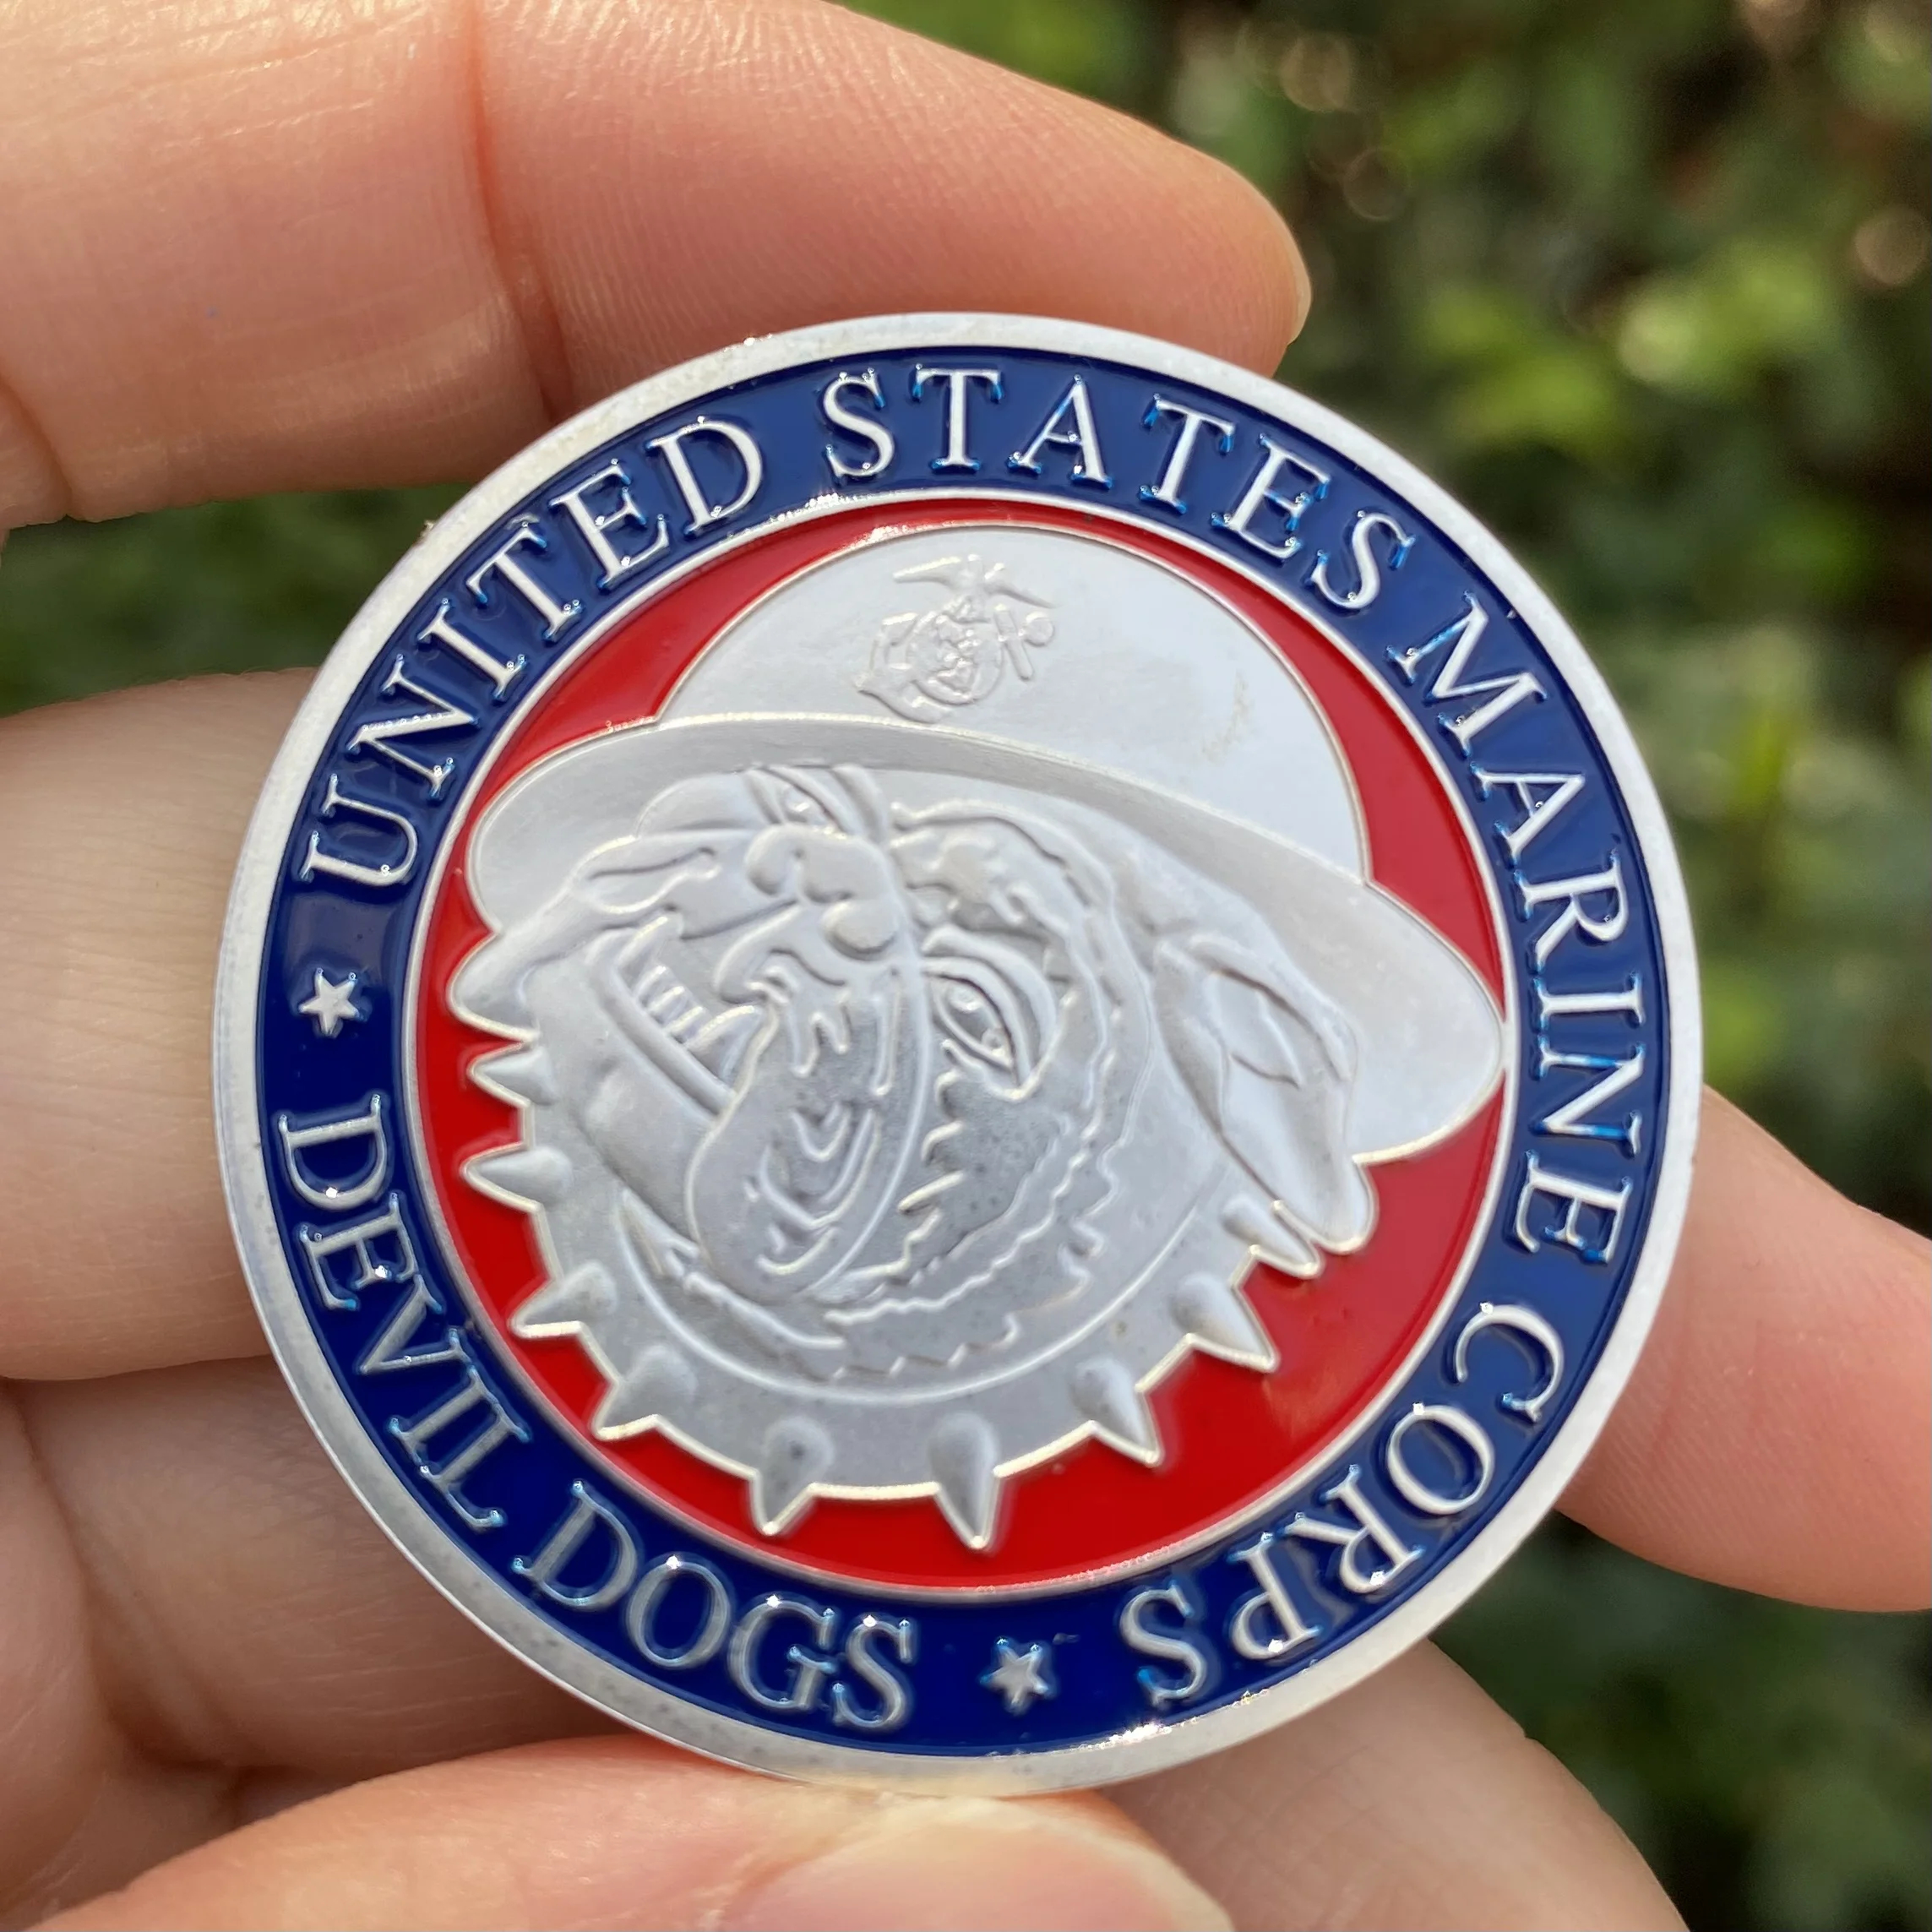 UNITED STATES MARINE CORPS
DEVIL DOGS